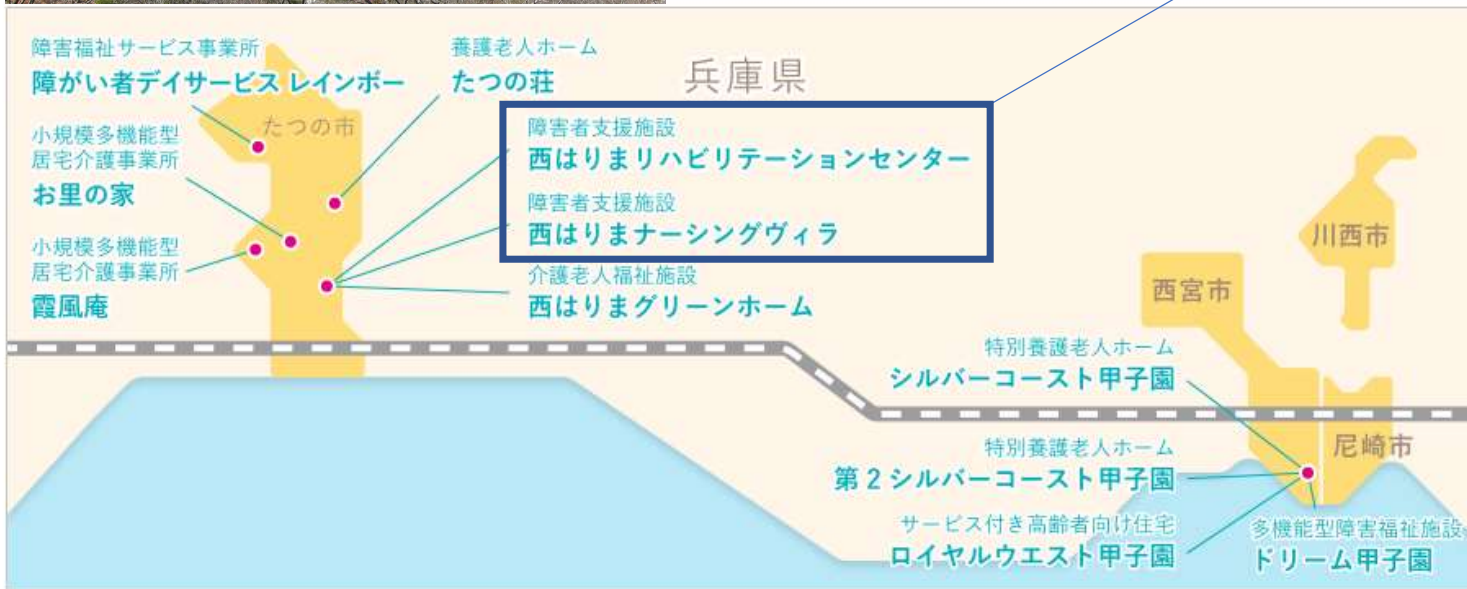 障害福祉サービス事業所
障がい者デイサービス レインボー
養護老人ホーム
たつの荘
兵庫県
たつの市
小規模多機能型
居宅介護事業所
お里の家
障害者支援施設
西はりまリハビリテーションセンター
障害者支援施設
西はりまナーシングヴィラ
小規模多機能型
居宅介護事業所
霞風庵
介護老人福祉施設
西はりまグリーンホーム
川西市
西宮市
特別養護老人ホーム
シルバーコースト甲子園
尼崎市
特別養護老人ホーム
第2シルバーコースト甲子園
サービス付き高齢者向け住宅
ロイヤルウエスト甲子園
多機能型障害福祉施設
ドリーム甲子園